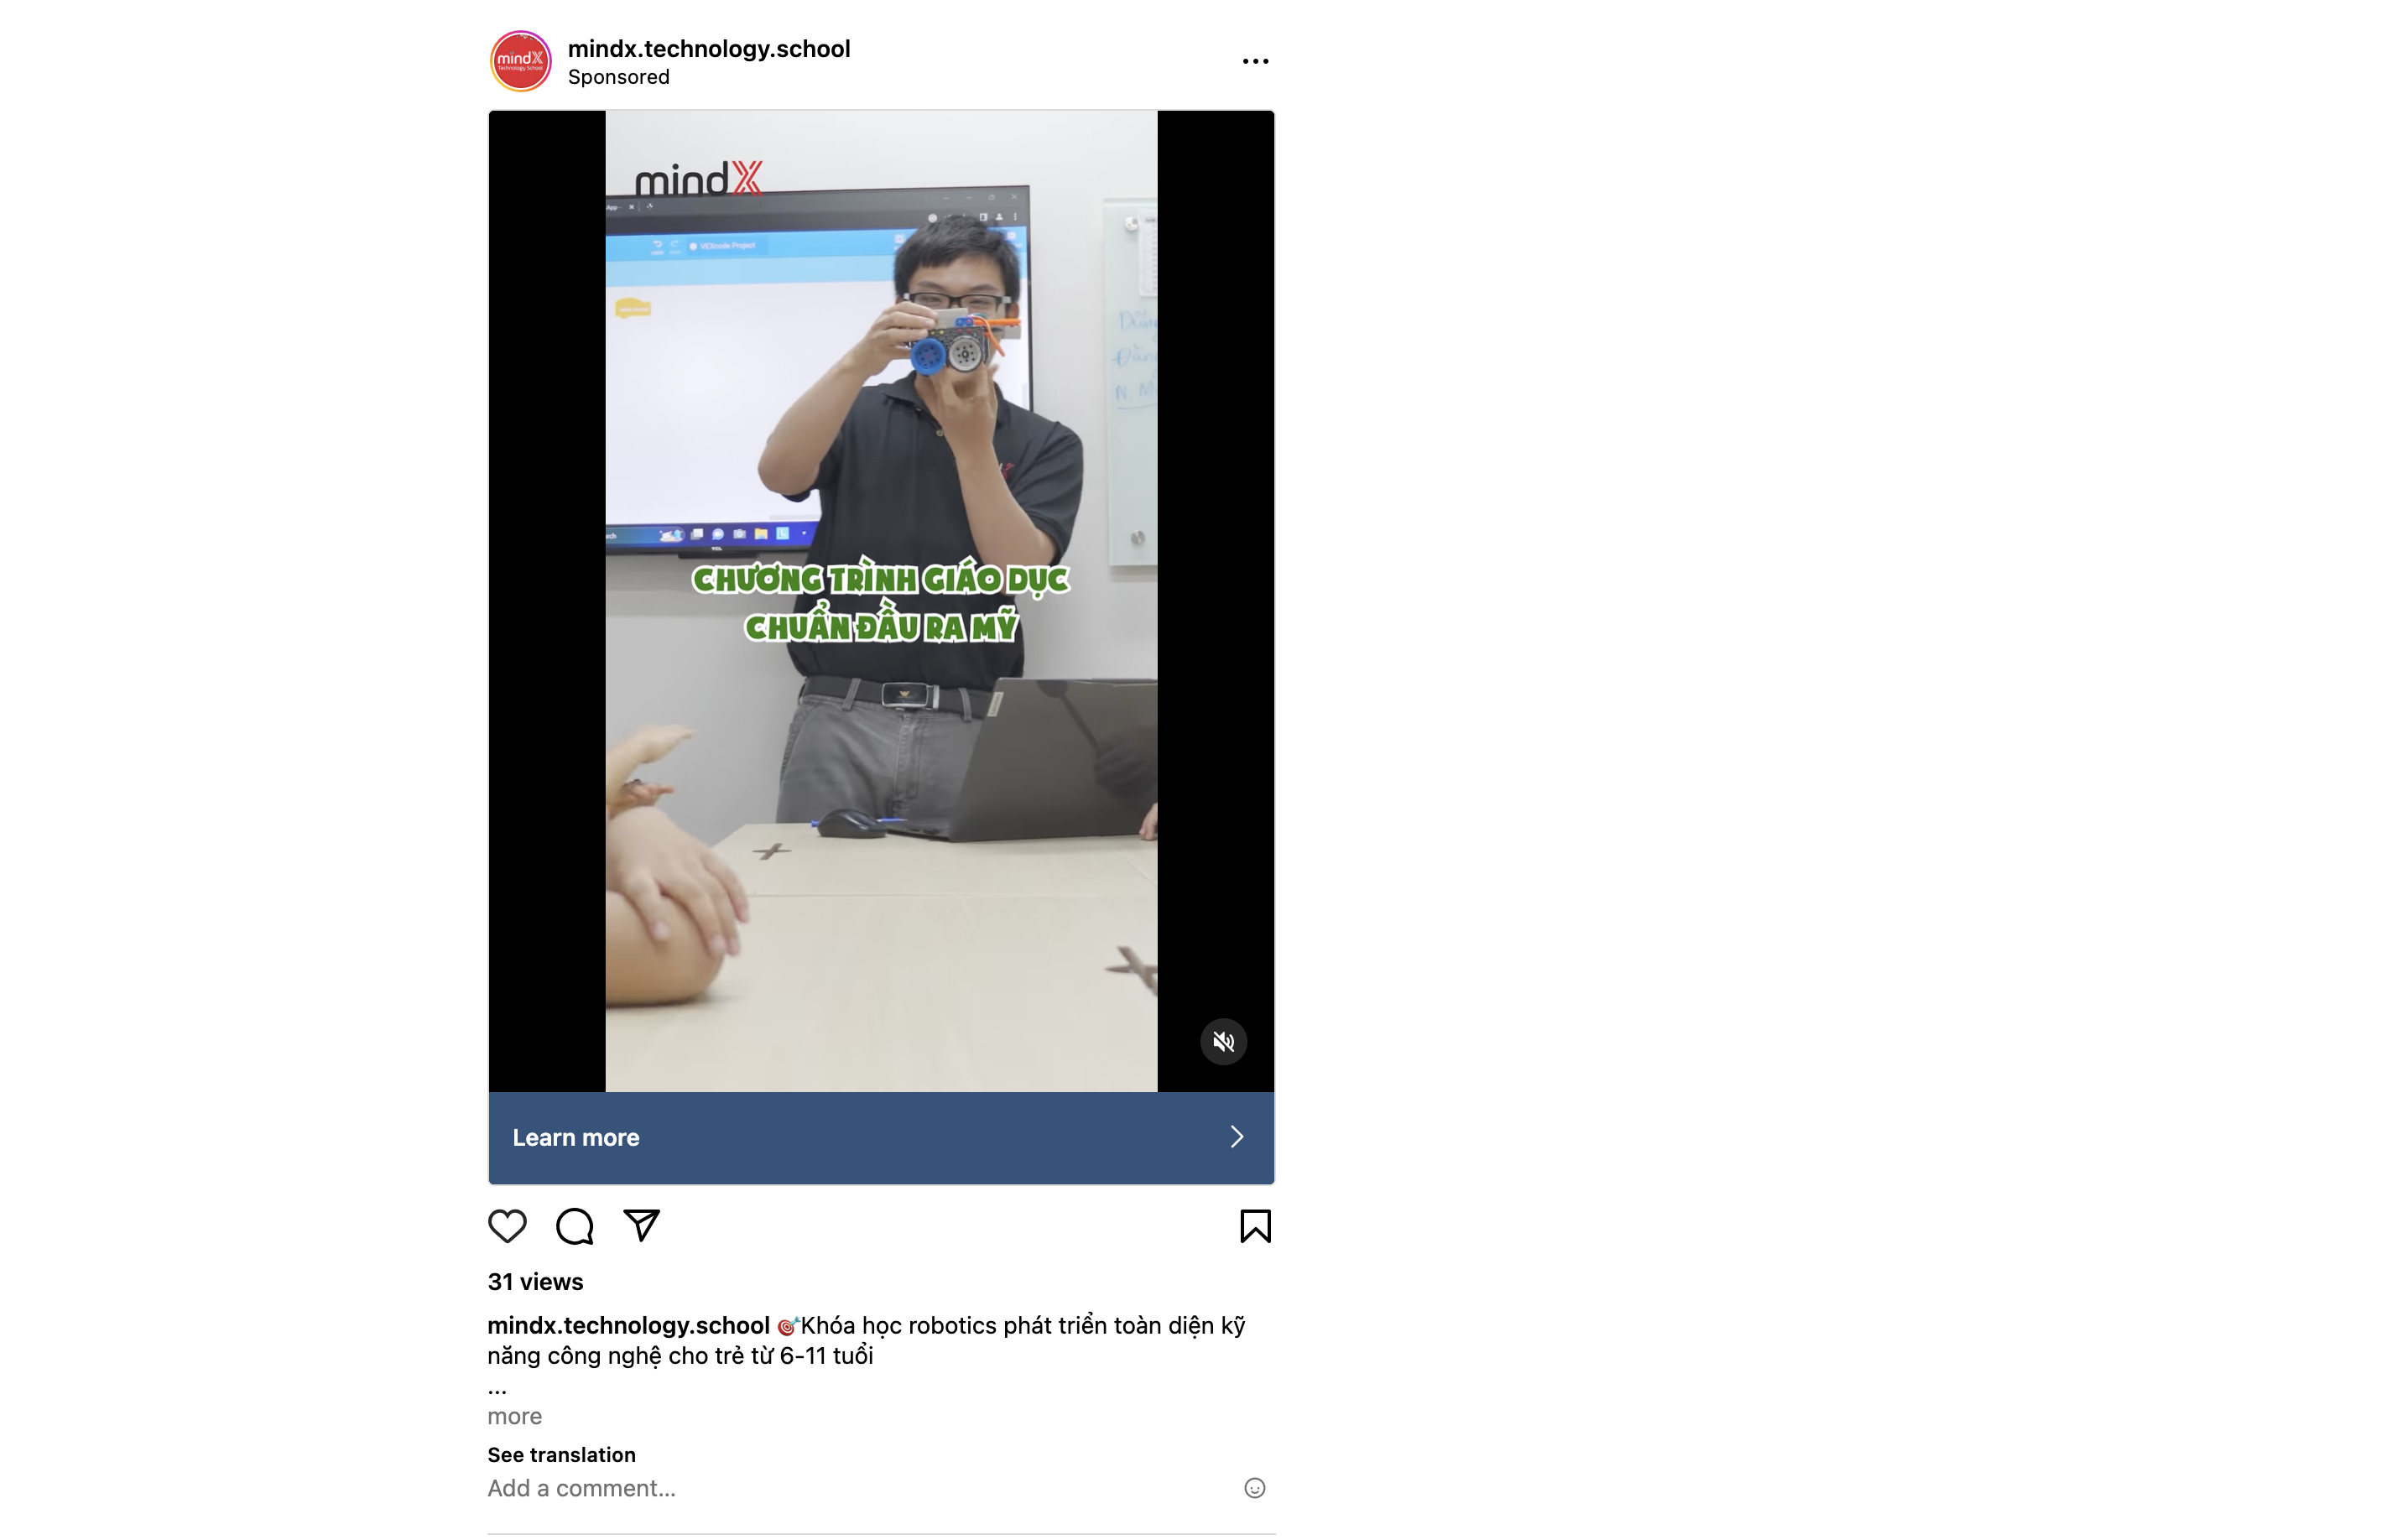 mindx.technology.school
Sponsored
mindX
Technology School
mindX
VEXcode Project
CHƯƠNG TRÌNH GIÁO DỤC
CHUẨN ĐẦU RA MỸ
Learn more
31 views
mindx.technology.school 🎯Khóa học robotics phát triển toàn diện kỹ
năng công nghệ cho trẻ từ 6-11 tuổi
...
more
See translation
Add a comment...